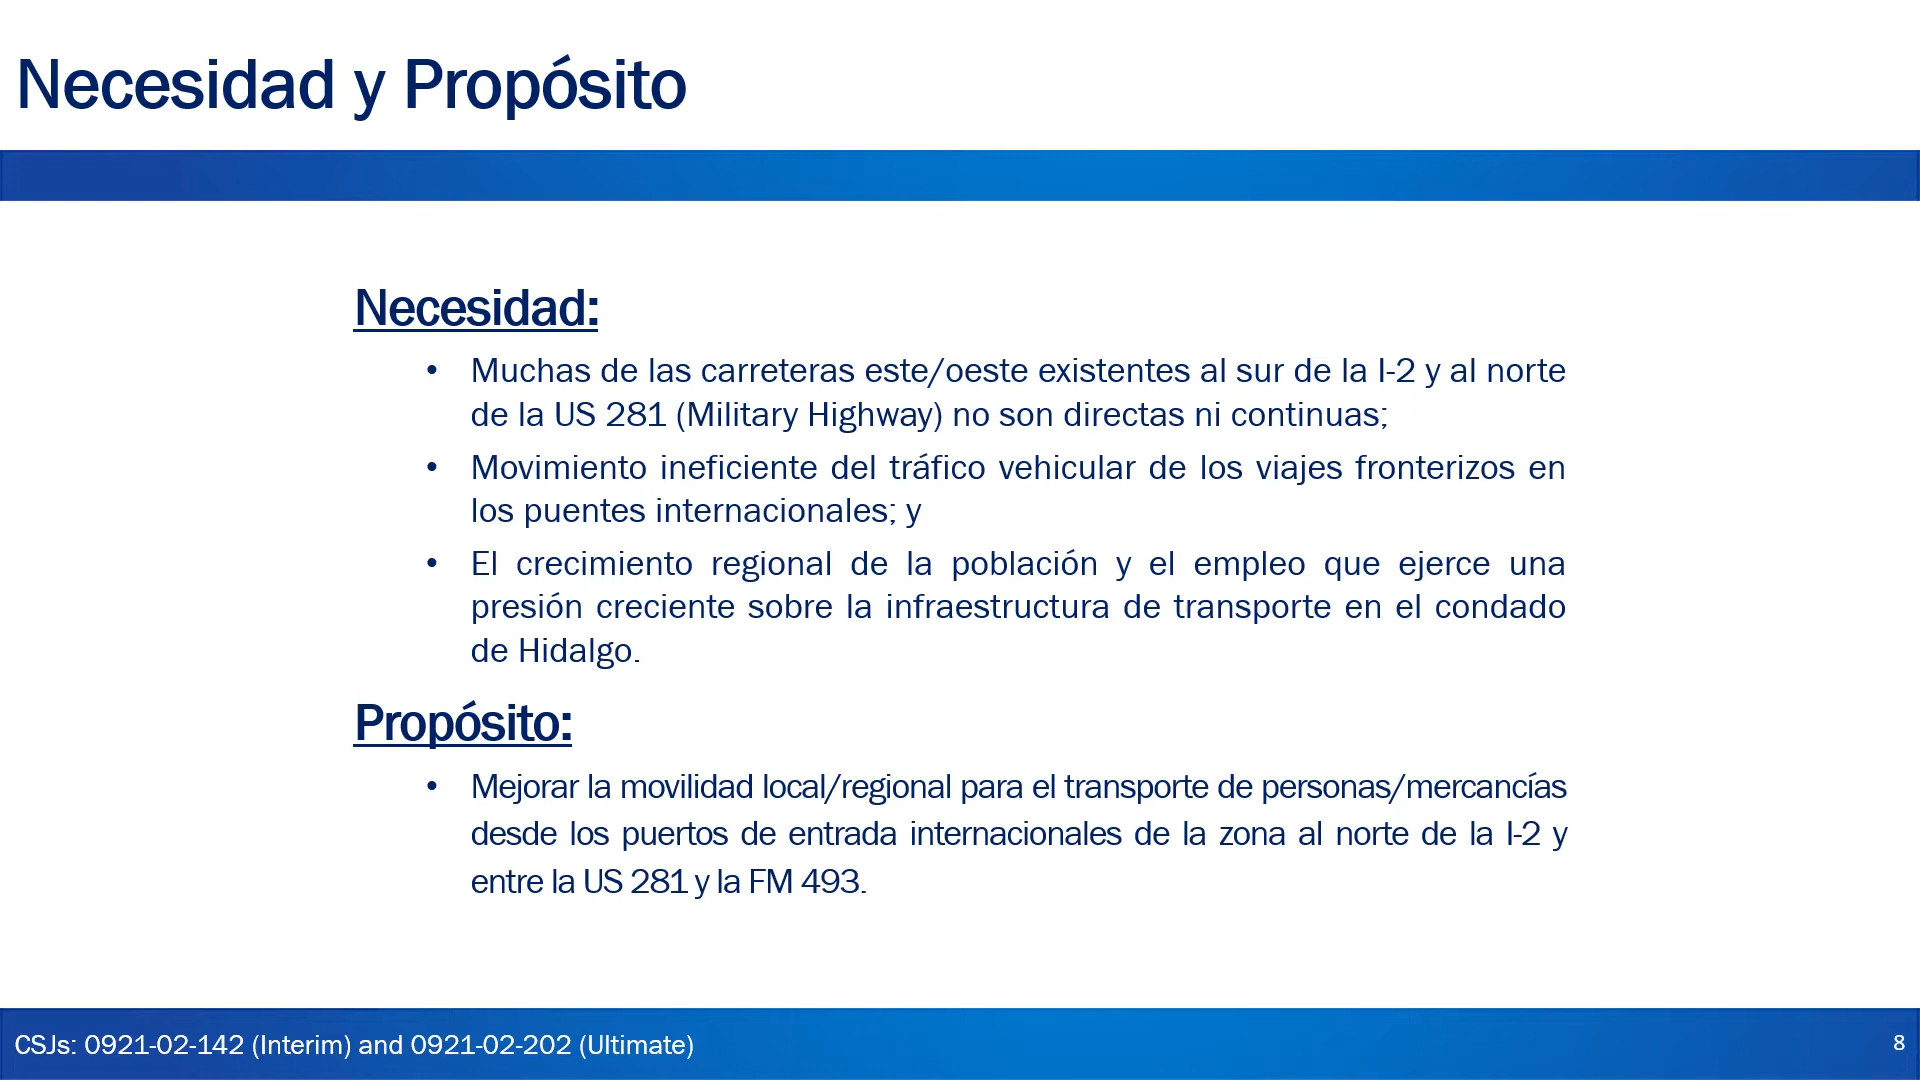 Necesidad y Propósito
Necesidad:
• Muchas de las carreteras este/oeste existentes al sur de la I-2 y al norte
de la US 281 (Military Highway) no son directas ni continuas;
• Movimiento ineficiente del tráfico vehicular de los viajes fronterizos en
los puentes internacionales; y
• El crecimiento regional de la población y el empleo que ejerce una
presión creciente sobre la infraestructura de transporte en el condado
de Hidalgo.
Propósito:
• Mejorar la movilidad local/regional para el transporte de personas/mercancías
desde los puertos de entrada internacionales de la zona al norte de la I-2 y
entre la US 281 y la FM 493.
CSJs: 0921-02-142 (Interim) and 0921-02-202 (Ultimate)
8